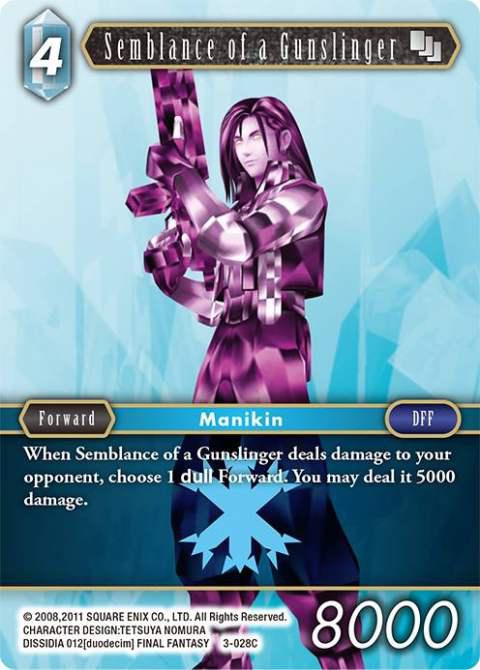 4
Semblance of a Gunslinger
Forward
Manikin
DFF
When Semblance of a Gunslinger deals damage to your
opponent, choose 1 dull Forward. You may deal it 5000
damage.
© 2008,2011 SQUARE ENIX CO., LTD. All Rights Reserved.
CHARACTER DESIGN:TETSUYA NOMURA
DISSIDIA 012[duodecim] FINAL FANTASY
3-028C
8000